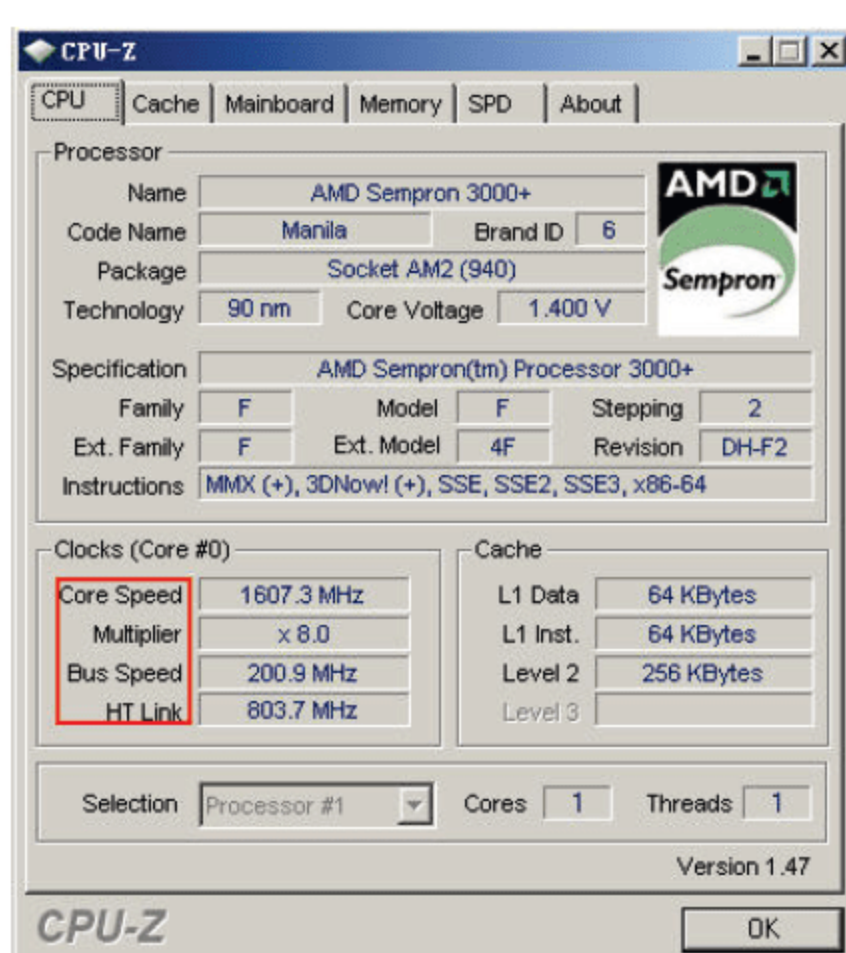 CPU-Z
CPU Cache Mainboard Memory SPD About
Processor
Name AMD Sempron 3000+
Code Name Manila Brand ID 6
Package Socket AM2 (940)
Technology 90 nm Core Voltage 1.400 V
AMD
Sempron
Specification AMD Sempron(tm) Processor 3000+
Family F Model F Stepping 2
Ext. Family F Ext. Model 4F Revision DH-F2
Instructions MMX (+), 3DNow! (+), SSE, SSE2, SSE3, x86-64
Clocks (Core #0)
Core Speed 1607.3 MHz
Multiplier x 8.0
Bus Speed 200.9 MHz
HT Link 803.7 MHz
Cache
L1 Data 64 KBytes
L1 Inst. 64 KBytes
Level 2 256 KBytes
Level 3
Selection Processor #1 Cores 1 Threads 1
Version 1.47
CPU-Z OK